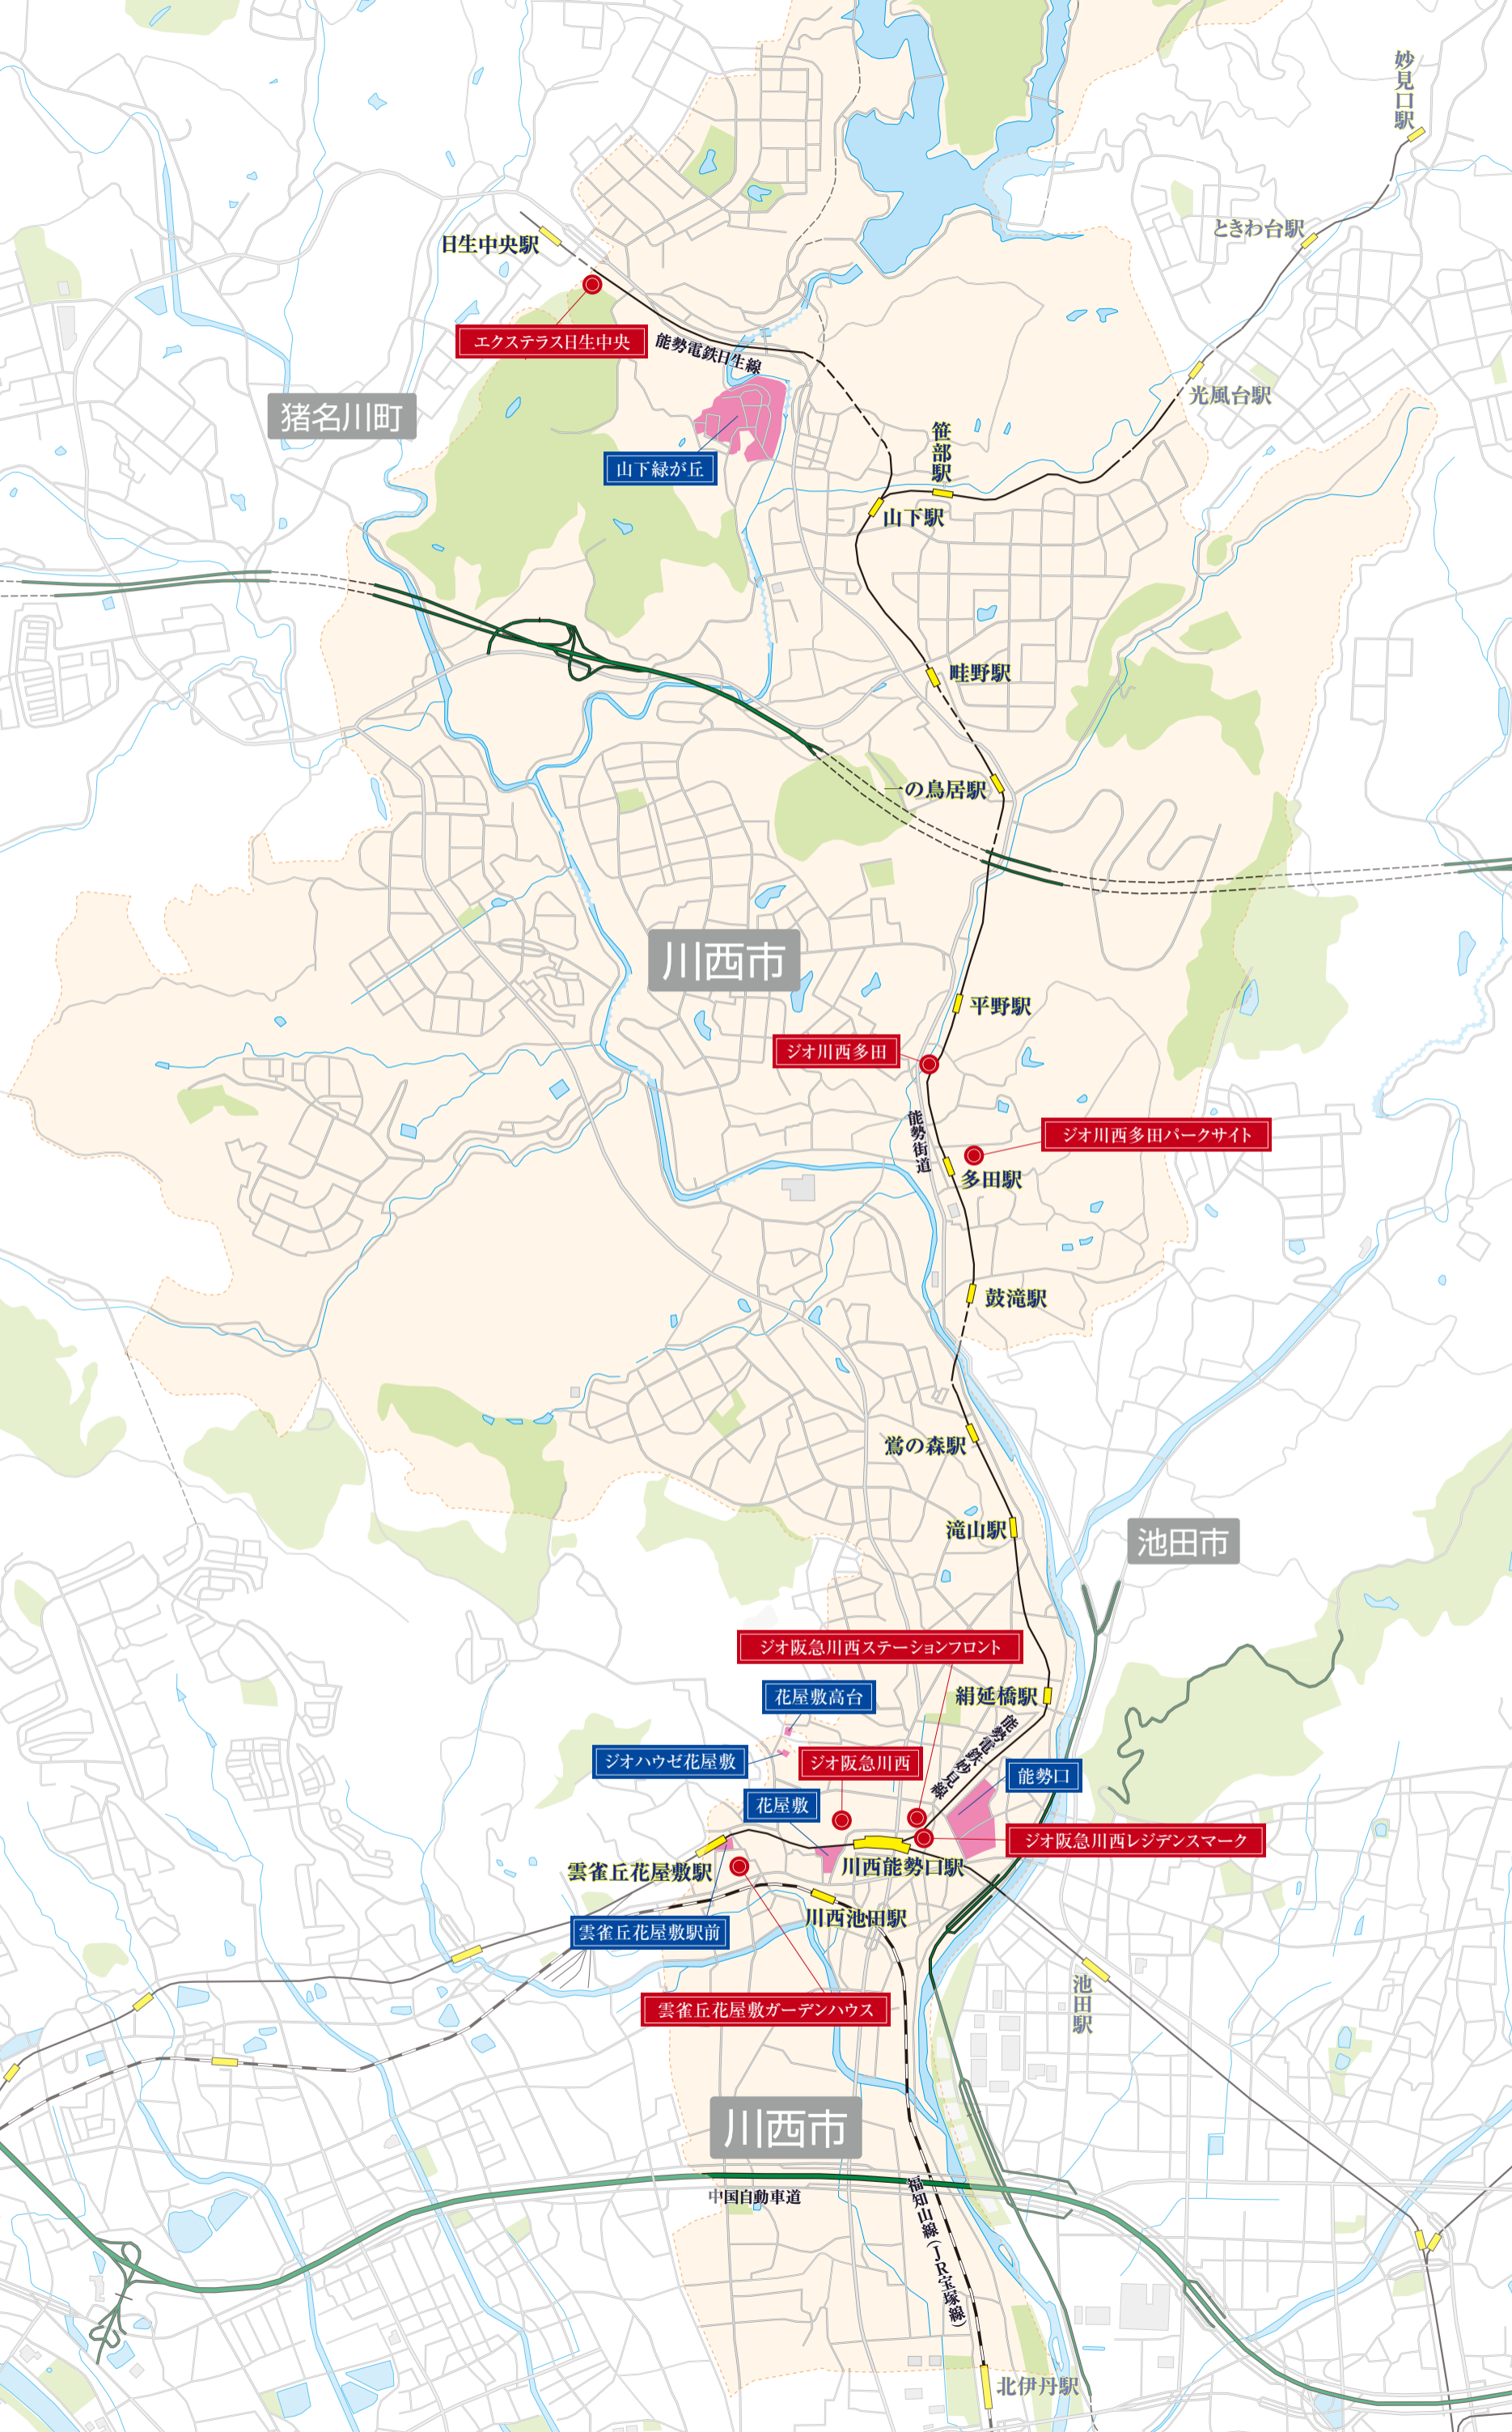 妙見口駅
ときわ台駅
日生中央駅
エクステラス日生中央
能勢電鉄日生線
光風台駅
猪名川町
笹部駅
山下緑が丘
山下駅
畦野駅
一の鳥居駅
川西市
平野駅
ジオ川西多田
能勢街道
ジオ川西多田パークサイト
多田駅
鼓滝駅
鶯の森駅
滝山駅
池田市
ジオ阪急川西ステーションフロント
花屋敷高台
絹延橋駅
能勢電鉄妙見線
ジオハウゼ花屋敷
ジオ阪急川西
能勢口
花屋敷
ジオ阪急川西レジデンスマーク
雲雀丘花屋敷駅
川西能勢口駅
川西池田駅
雲雀丘花屋敷駅前
池田駅
雲雀丘花屋敷ガーデンハウス
川西市
中国自動車道
福知山線(JR宝塚線)
北伊丹駅